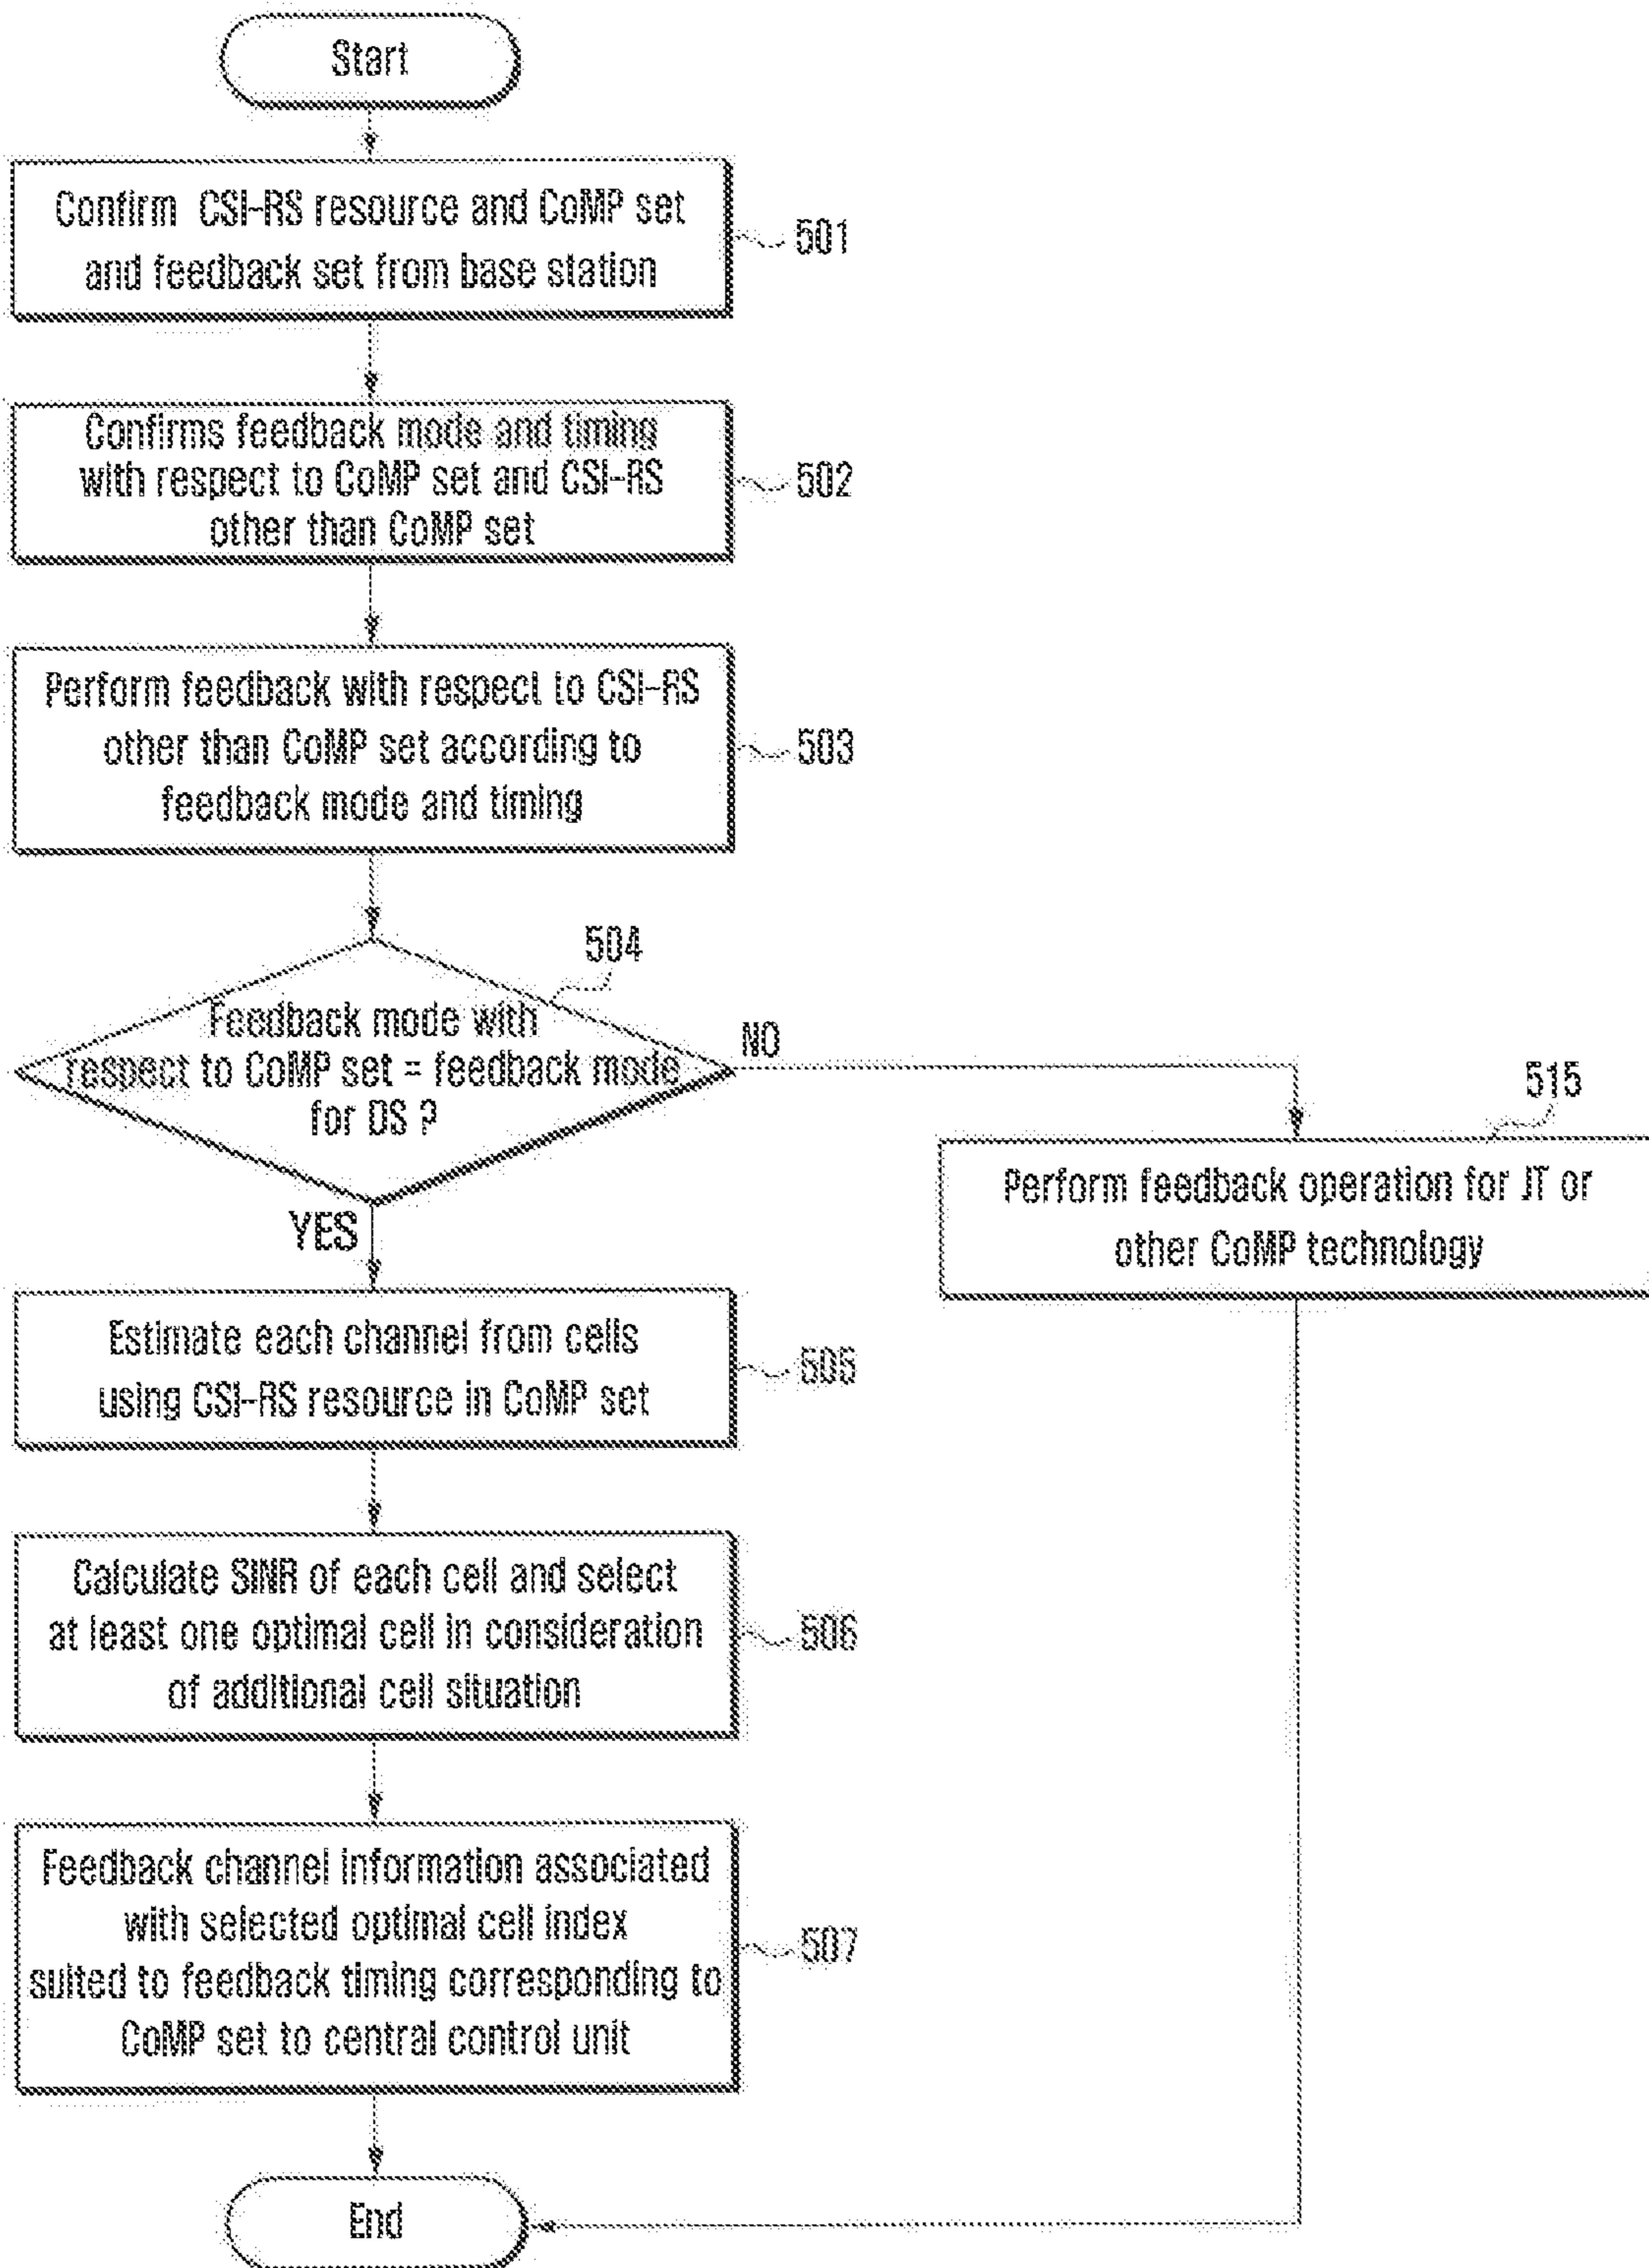 Start
Confirm CSI-RS resource and CoMP set
and feedback set from base station
501
Confirms feedback mode and timing
with respect to CoMP set and CSI-RS
other than CoMP set
502
Perform feedback with respect to CSI-RS
other than CoMP set according to
feedback mode and timing
503
504
Feedback mode with
respect to CoMP set = feedback mode
for DS ?
NO
YES
515
Perform feedback operation for JT or
other CoMP technology
Estimate each channel from cells
using CSI-RS resource in CoMP set
505
Calculate SINR of each cell and select
at least one optimal cell in consideration
of additional cell situation
506
Feedback channel information associated
with selected optimal cell index
suited to feedback timing corresponding to
CoMP set to central control unit
507
End